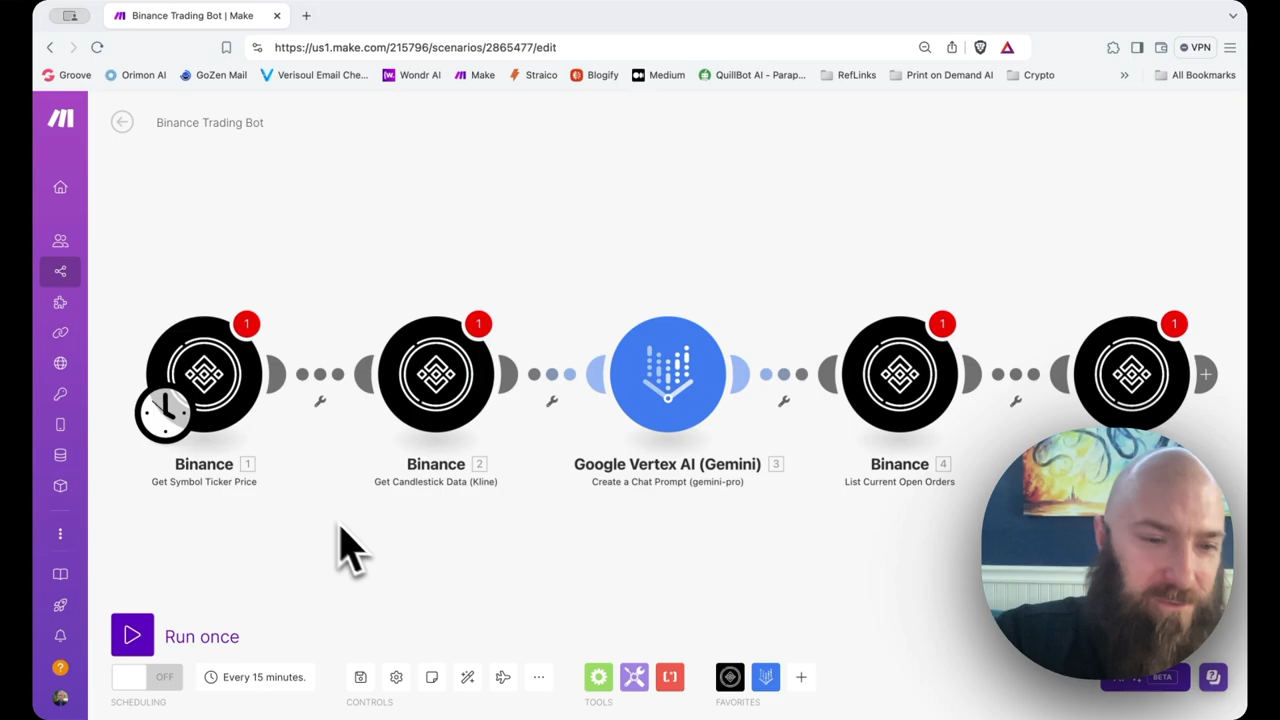 Binance Trading Bot | Make
https://us1.make.com/215796/scenarios/2865477/edit
VPN
Groove
Orimon AI
GoZen Mail
Verisoul Email Che...
Wondr AI
Make
Straico
Blogify
Medium
QuillBot AI - Parap...
RefLinks
Print on Demand AI
Crypto
All Bookmarks
Binance Trading Bot
1
1
1
1
Binance 1
Get Symbol Ticker Price
Binance 2
Get Candlestick Data (Kline)
Google Vertex AI (Gemini) 3
Create a Chat Prompt (gemini-pro)
Binance 4
List Current Open Orders
Run once
OFF
Every 15 minutes.
SCHEDULING
CONTROLS
TOOLS
FAVORITES
BETA